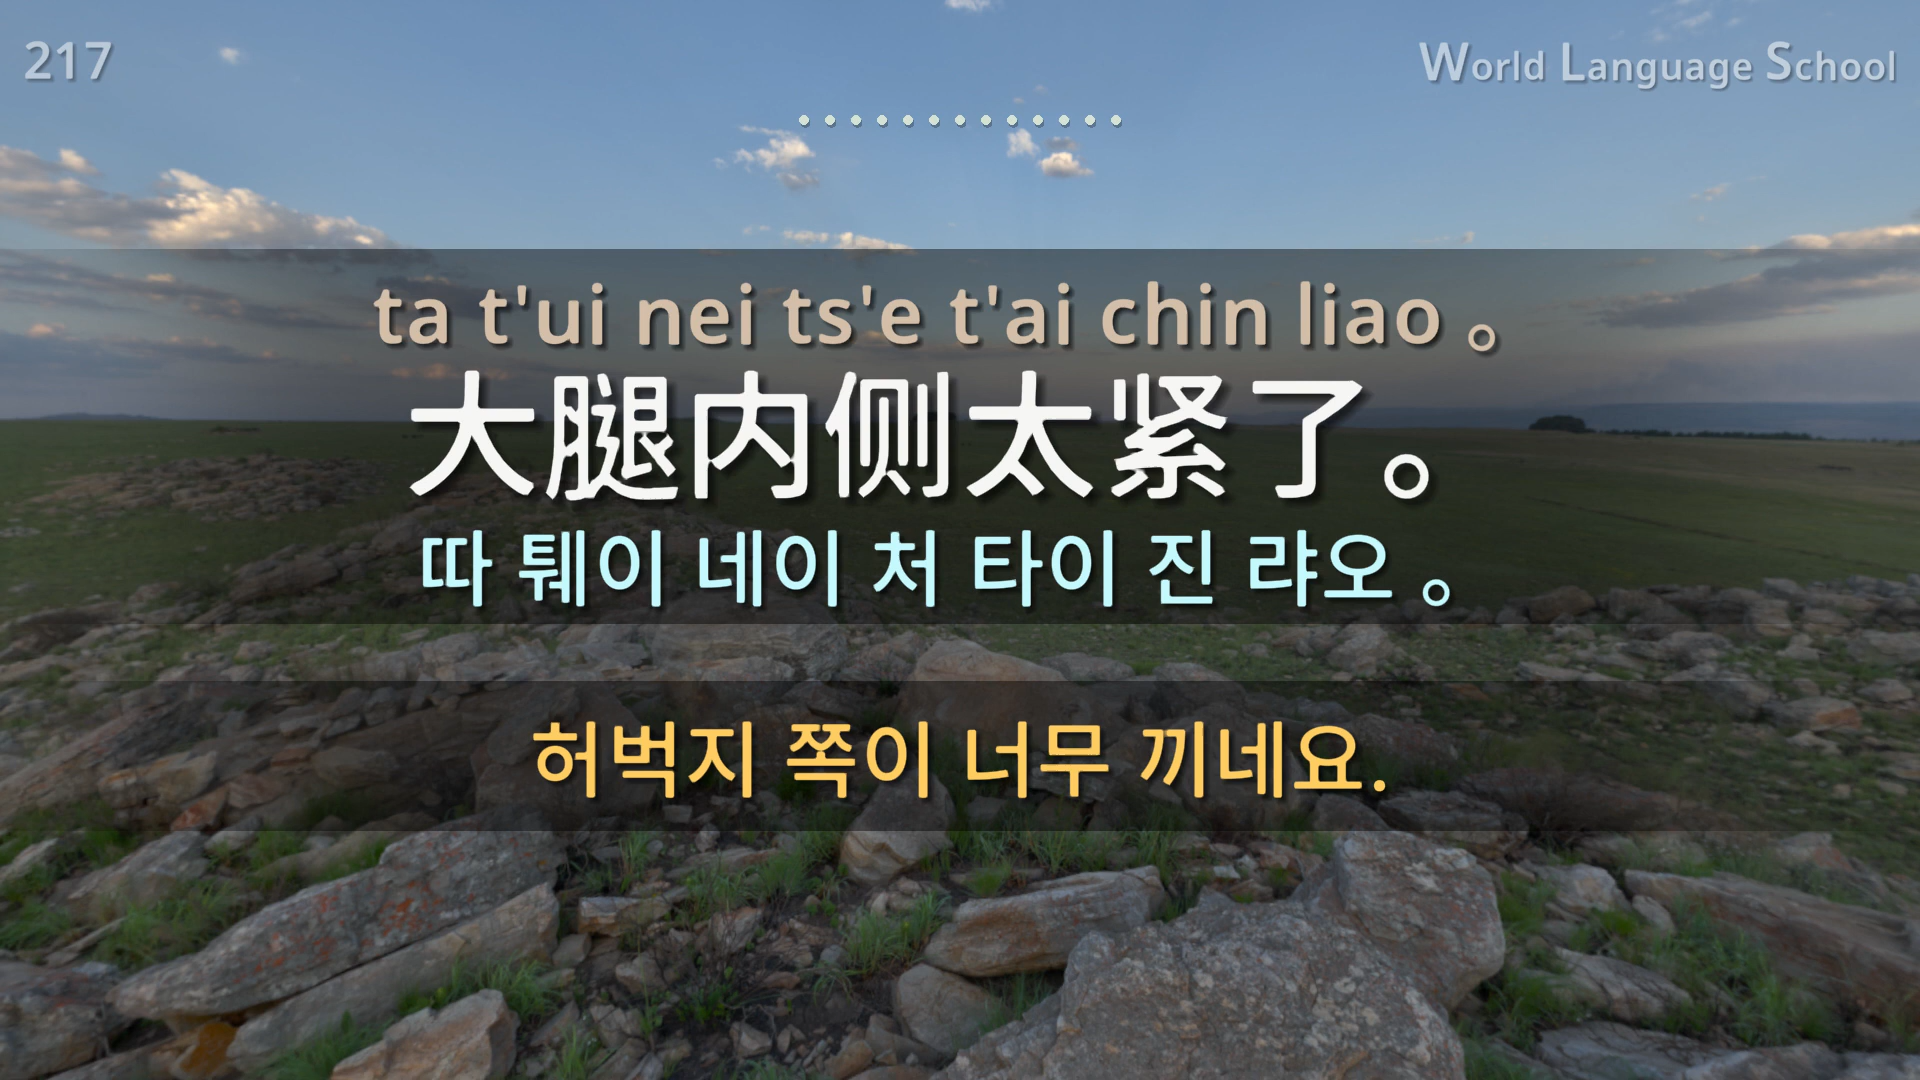 217
World Language School
ta t'ui nei ts'e t'ai chin liao 。
大腿内侧太紧了。
따 퉤이 네이 처 타이 진 랴오 。
허벅지 쪽이 너무 끼네요.